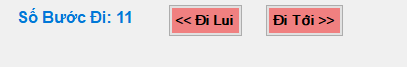 Số Bước Đi: 11 << Đi Lui Đi Tới >>